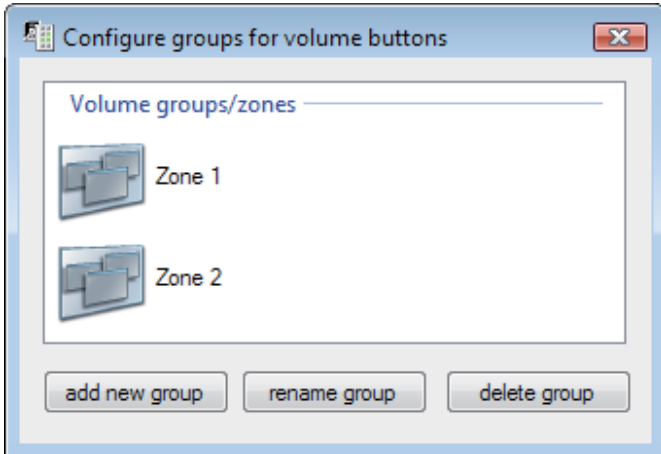 Configure groups for volume buttons
Volume groups/zones
Zone 1
Zone 2
add new group rename group delete group